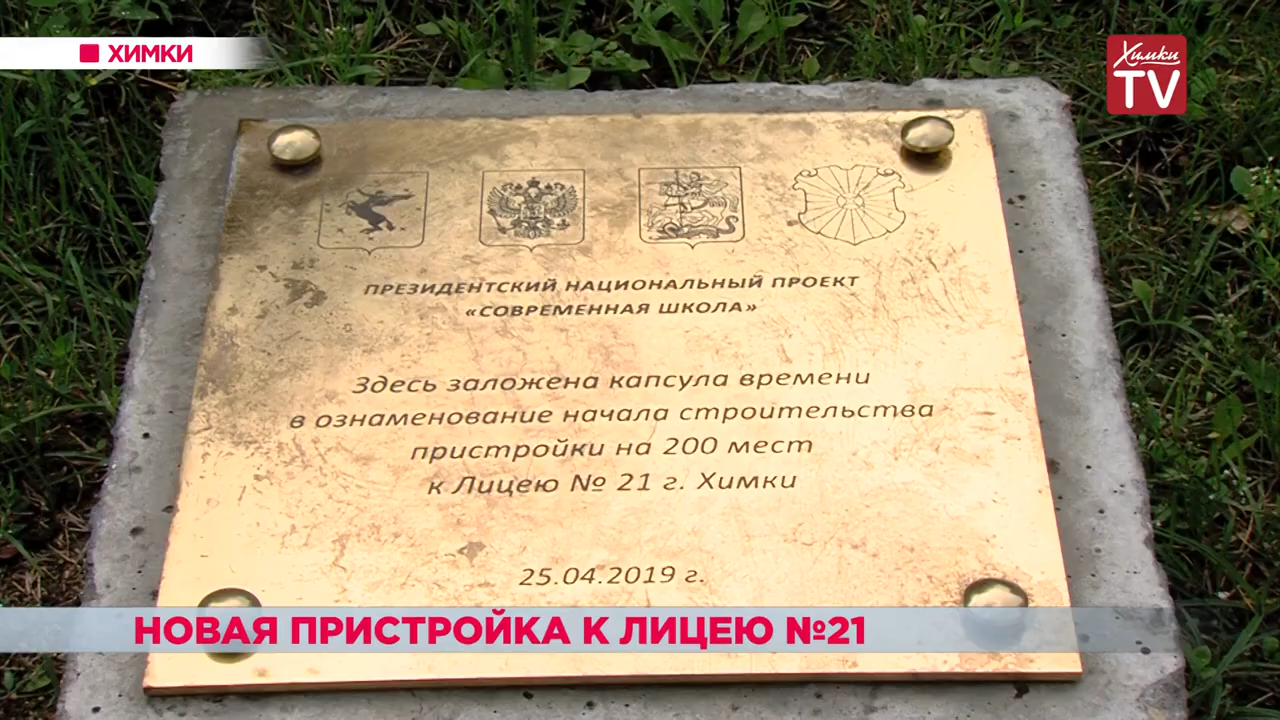 ХИМКИ
Химки
TV
ПРЕЗИДЕНТСКИЙ НАЦИОНАЛЬНЫЙ ПРОЕКТ
«СОВРЕМЕННАЯ ШКОЛА»
Здесь заложена капсула времени
в ознаменование начала строительства
пристройки на 200 мест
к Лицею № 21 г. Химки
25.04.2019 г.
НОВАЯ ПРИСТРОЙКА К ЛИЦЕЮ №21